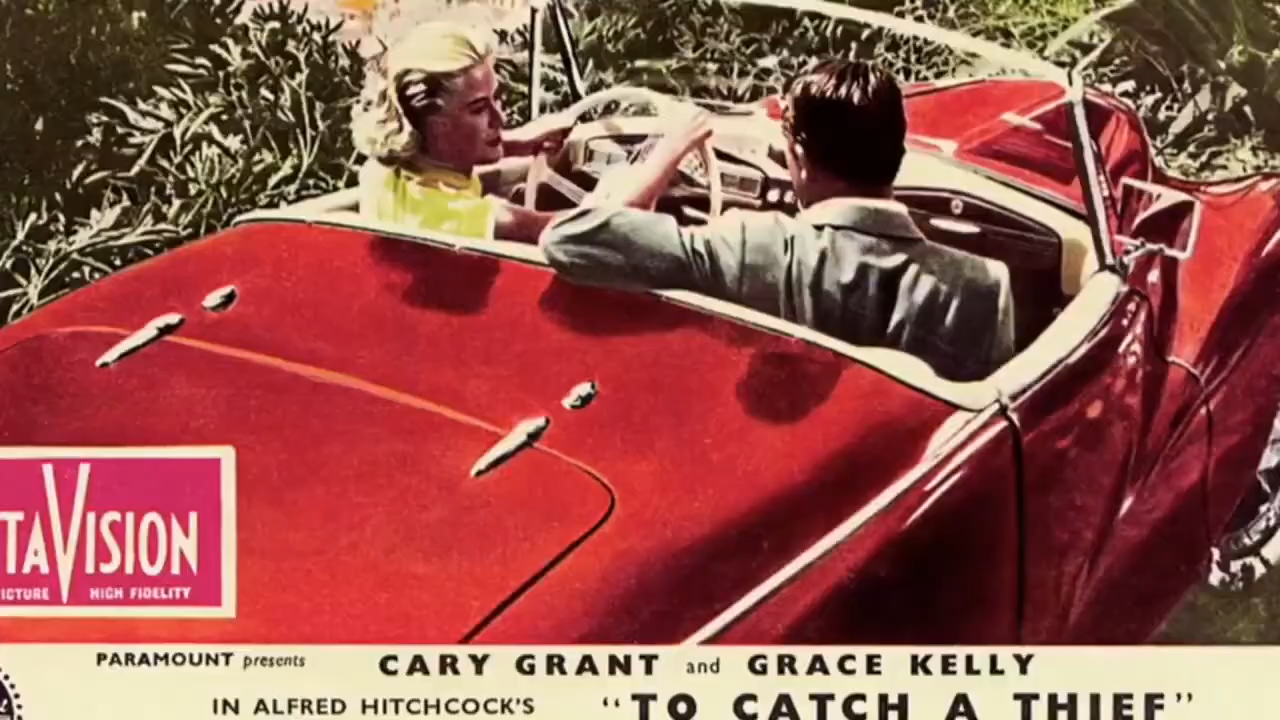 TAVISION
ICTURE HIGH FIDELITY
PARAMOUNT presents CARY GRANT and GRACE KELLY
IN ALFRED HITCHCOCK'S "TO CATCH A THIEF"